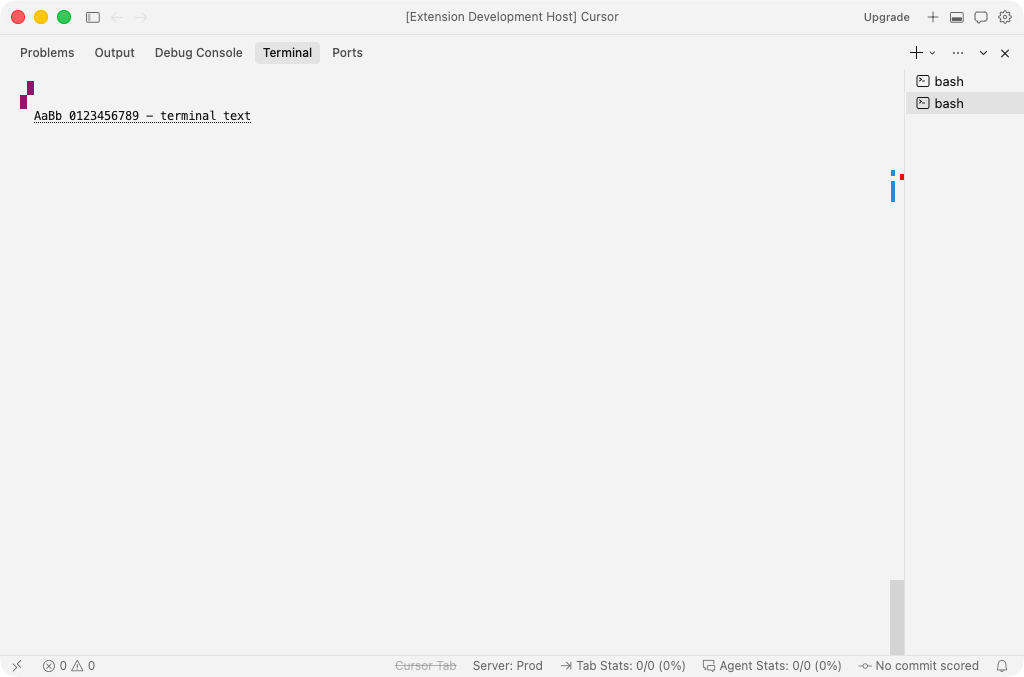 [Extension Development Host] Cursor
Upgrade
Problems Output Debug Console Terminal Ports
bash
bash
AaBb 0123456789 — terminal text
0 0 Cursor Tab Server: Prod Tab Stats: 0/0 (0%) Agent Stats: 0/0 (0%) No commit scored